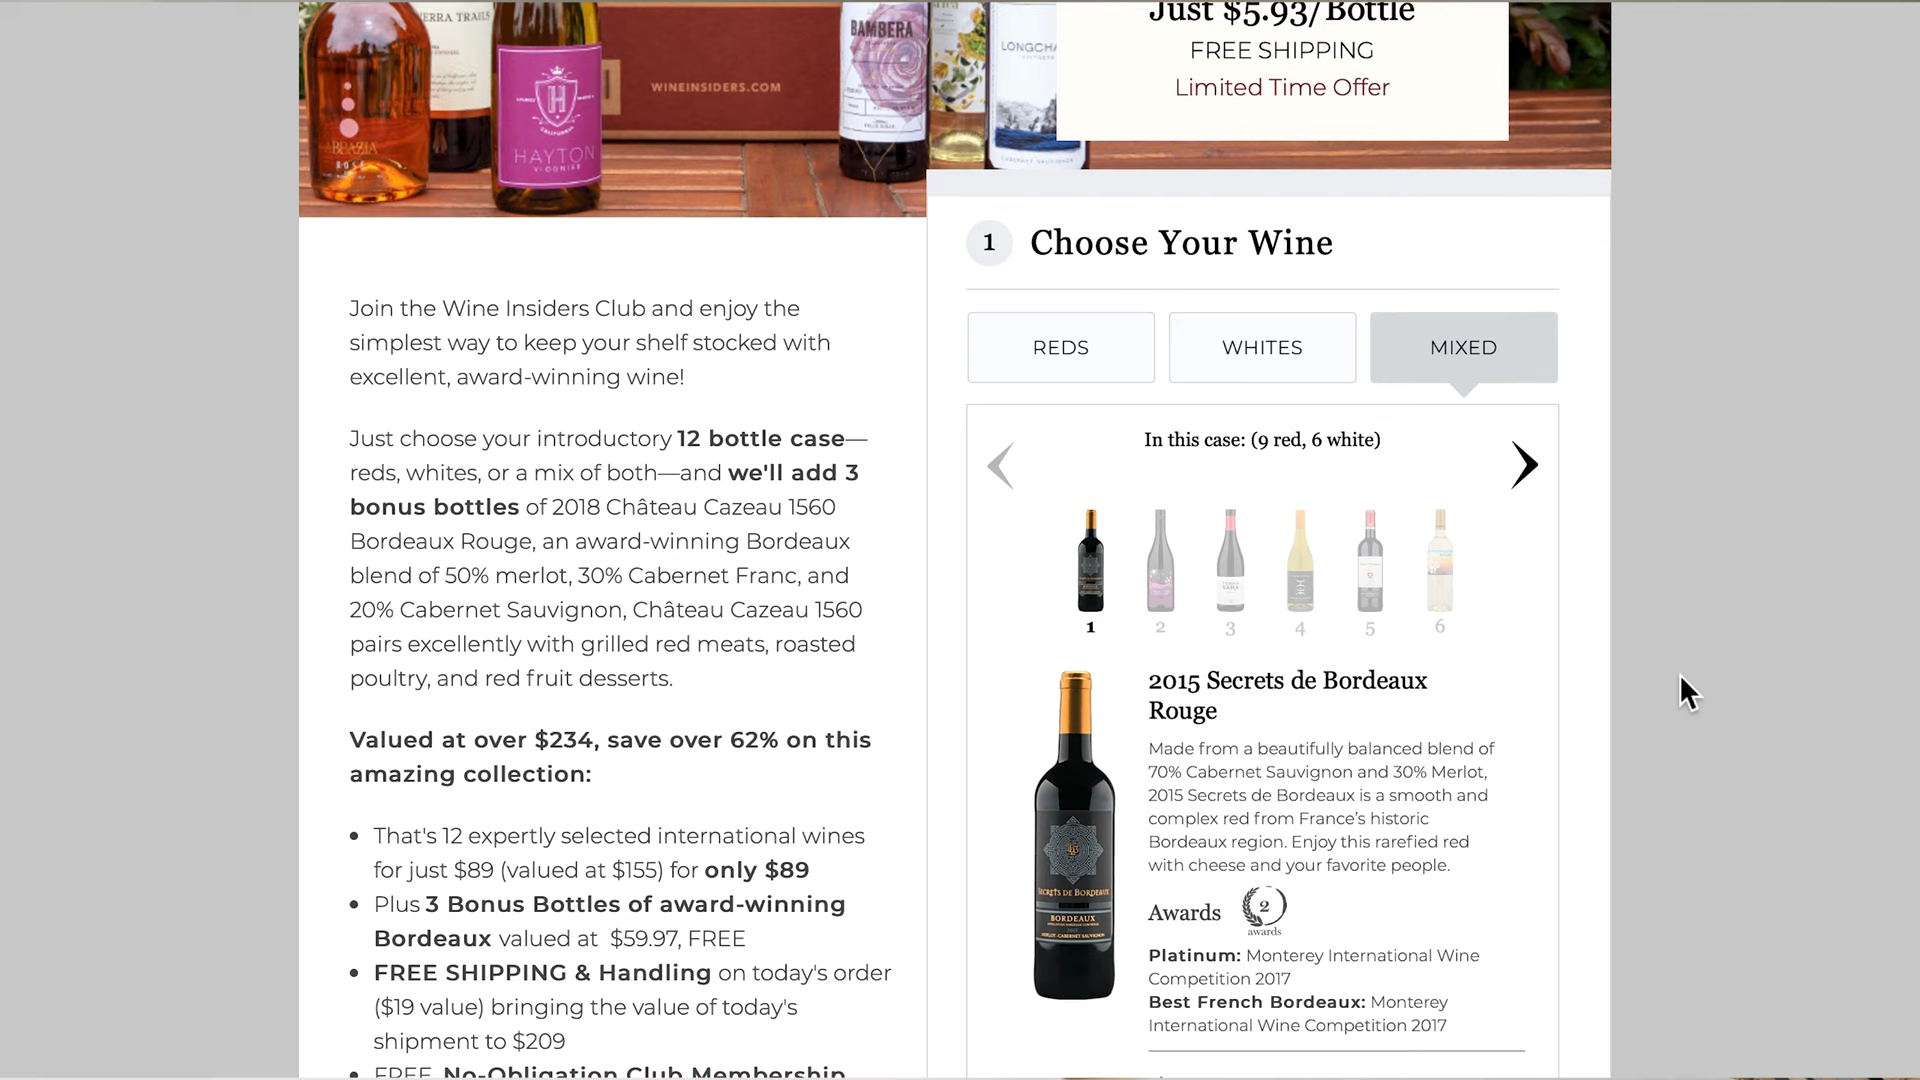 TERRA TRAILS
ABBAZIA
ROSÉ
H
CALIFORNIA
HAYTON
VIOGNIER
WINEINSIDERS.COM
BAMBERA
LONGCHA
CABERNET SAUVIGNON
Just $5.93/Bottle
FREE SHIPPING
Limited Time Offer
Join the Wine Insiders Club and enjoy the
simplest way to keep your shelf stocked with
excellent, award-winning wine!
Just choose your introductory 12 bottle case—
reds, whites, or a mix of both—and we'll add 3
bonus bottles of 2018 Château Cazeau 1560
Bordeaux Rouge, an award-winning Bordeaux
blend of 50% merlot, 30% Cabernet Franc, and
20% Cabernet Sauvignon, Château Cazeau 1560
pairs excellently with grilled red meats, roasted
poultry, and red fruit desserts.
Valued at over $234, save over 62% on this
amazing collection:
• That's 12 expertly selected international wines
for just $89 (valued at $155) for only $89
• Plus 3 Bonus Bottles of award-winning
Bordeaux valued at $59.97, FREE
• FREE SHIPPING & Handling on today's order
($19 value) bringing the value of today's
shipment to $209
• FREE No-Obligation Club Membership
1 Choose Your Wine
REDS WHITES MIXED
In this case: (9 red, 6 white)
1 2 3 4 5 6
2015 Secrets de Bordeaux
Rouge
Made from a beautifully balanced blend of
70% Cabernet Sauvignon and 30% Merlot,
2015 Secrets de Bordeaux is a smooth and
complex red from France’s historic
Bordeaux region. Enjoy this rarefied red
with cheese and your favorite people.
Awards 2 awards
Platinum: Monterey International Wine
Competition 2017
Best French Bordeaux: Monterey
International Wine Competition 2017
SECRETS DE BORDEAUX
BORDEAUX
MERLOT-CABERNET SAUVIGNON